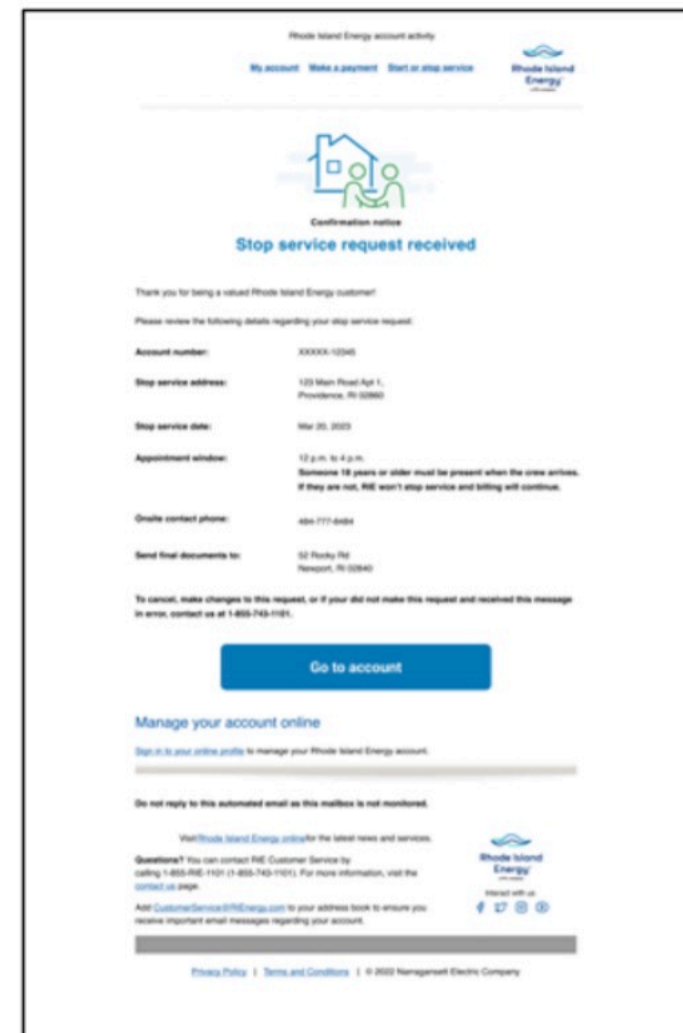 Rhode Island Energy account activity
My account Make a payment Start or stop service
Rhode Island
Energy
Confirmation notice
Stop service request received
Thank you for being a valued Rhode Island Energy customer!
Please review the following details regarding your stop service request:
Account number: XXXXX-12345
Stop service address: 123 Main Road Apt 1,
Providence, RI 02860
Stop service date: Mar 20, 2023
Appointment window: 12 p.m. to 4 p.m.
Someone 18 years or older must be present when the crew arrives.
If they are not, RIE won't stop service and billing will continue.
Onsite contact phone: 484-777-8484
Send final documents to: 52 Rocky Rd
Newport, RI 02840
To cancel, make changes to this request, or if your did not make this request and received this message
in error, contact us at 1-855-743-1101.
Go to account
Manage your account online
Sign in to your online profile to manage your Rhode Island Energy account.
Do not reply to this automated email as this mailbox is not monitored.
Visit Rhode Island Energy online for the latest news and services.
Questions? You can contact RIE Customer Service by
calling 1-855-RIE-1101 (1-855-743-1101). For more information, visit the
contact us page.
Add CustomerService@RIEnergy.com to your address book to ensure you
receive important email messages regarding your account.
Rhode Island
Energy
Interact with us
Privacy Policy | Terms and Conditions | © 2022 Narragansett Electric Company